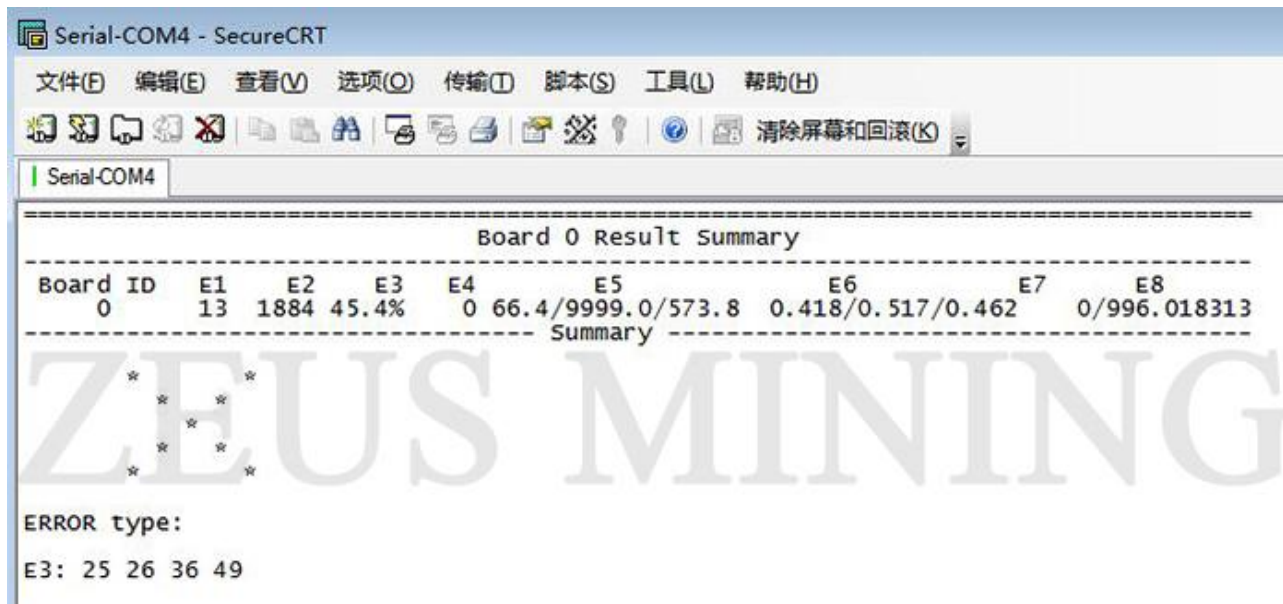 Serial-COM4 - SecureCRT
文件(F) 编辑(E) 查看(V) 选项(O) 传输(T) 脚本(S) 工具(L) 帮助(H)
清除屏幕和回滚(K)
Serial-COM4
==================================================================================
Board 0 Result Summary
----------------------------------------------------------------------------------
Board ID E1 E2 E3 E4 E5 E6 E7 E8
0 13 1884 45.4% 0 66.4/9999.0/573.8 0.418/0.517/0.462 0/996.018313
---------------------------------- Summary ---------------------------------------
ZEUS MINING
* *
* *
*
* *
* *
ERROR type:
E3: 25 26 36 49